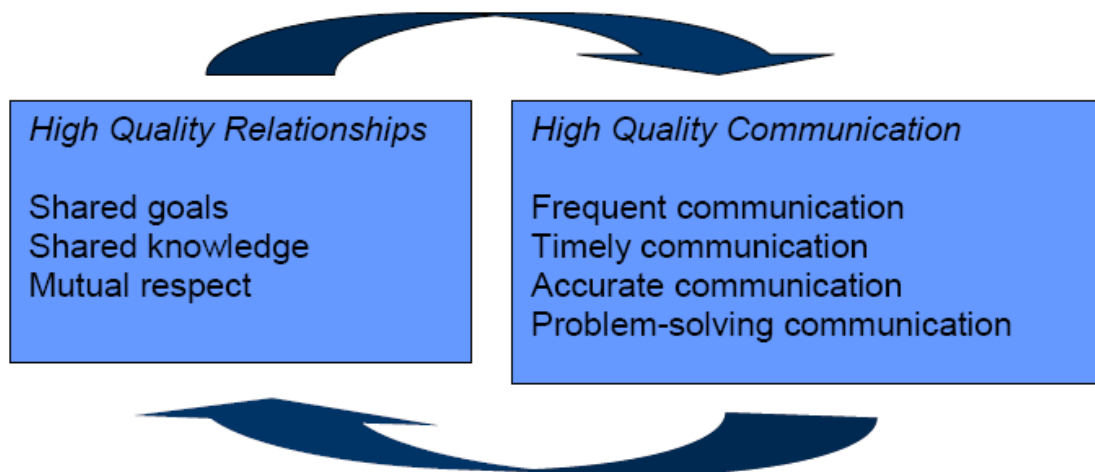 High Quality Relationships
Shared goals
Shared knowledge
Mutual respect
High Quality Communication
Frequent communication
Timely communication
Accurate communication
Problem-solving communication